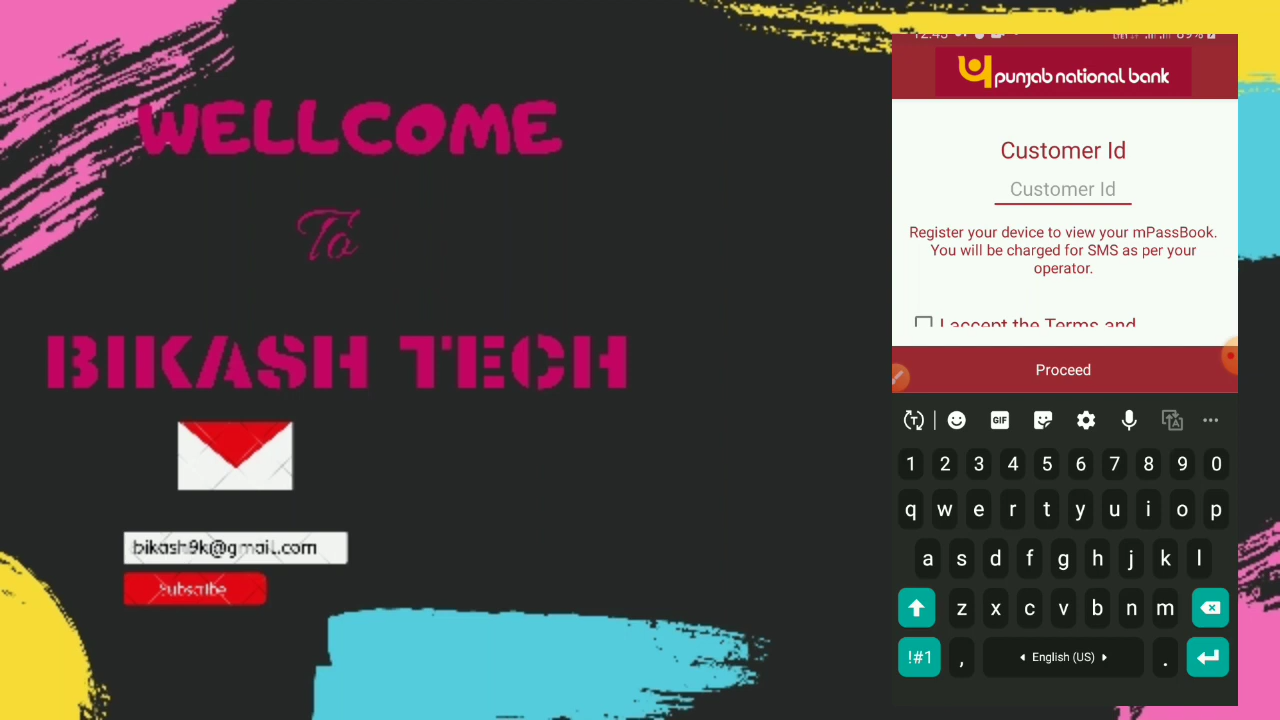 WELLCOME
To
BIKASH TECH
bikash9k@gmail.com
Subscribe
punjab national bank
Customer Id
Customer Id
Register your device to view your mPassBook.
You will be charged for SMS as per your
operator.
I accept the Terms and
Proceed
GIF
1 2 3 4 5 6 7 8 9 0
q w e r t y u i o p
a s d f g h j k l
z x c v b n m
!#1 , English (US) .